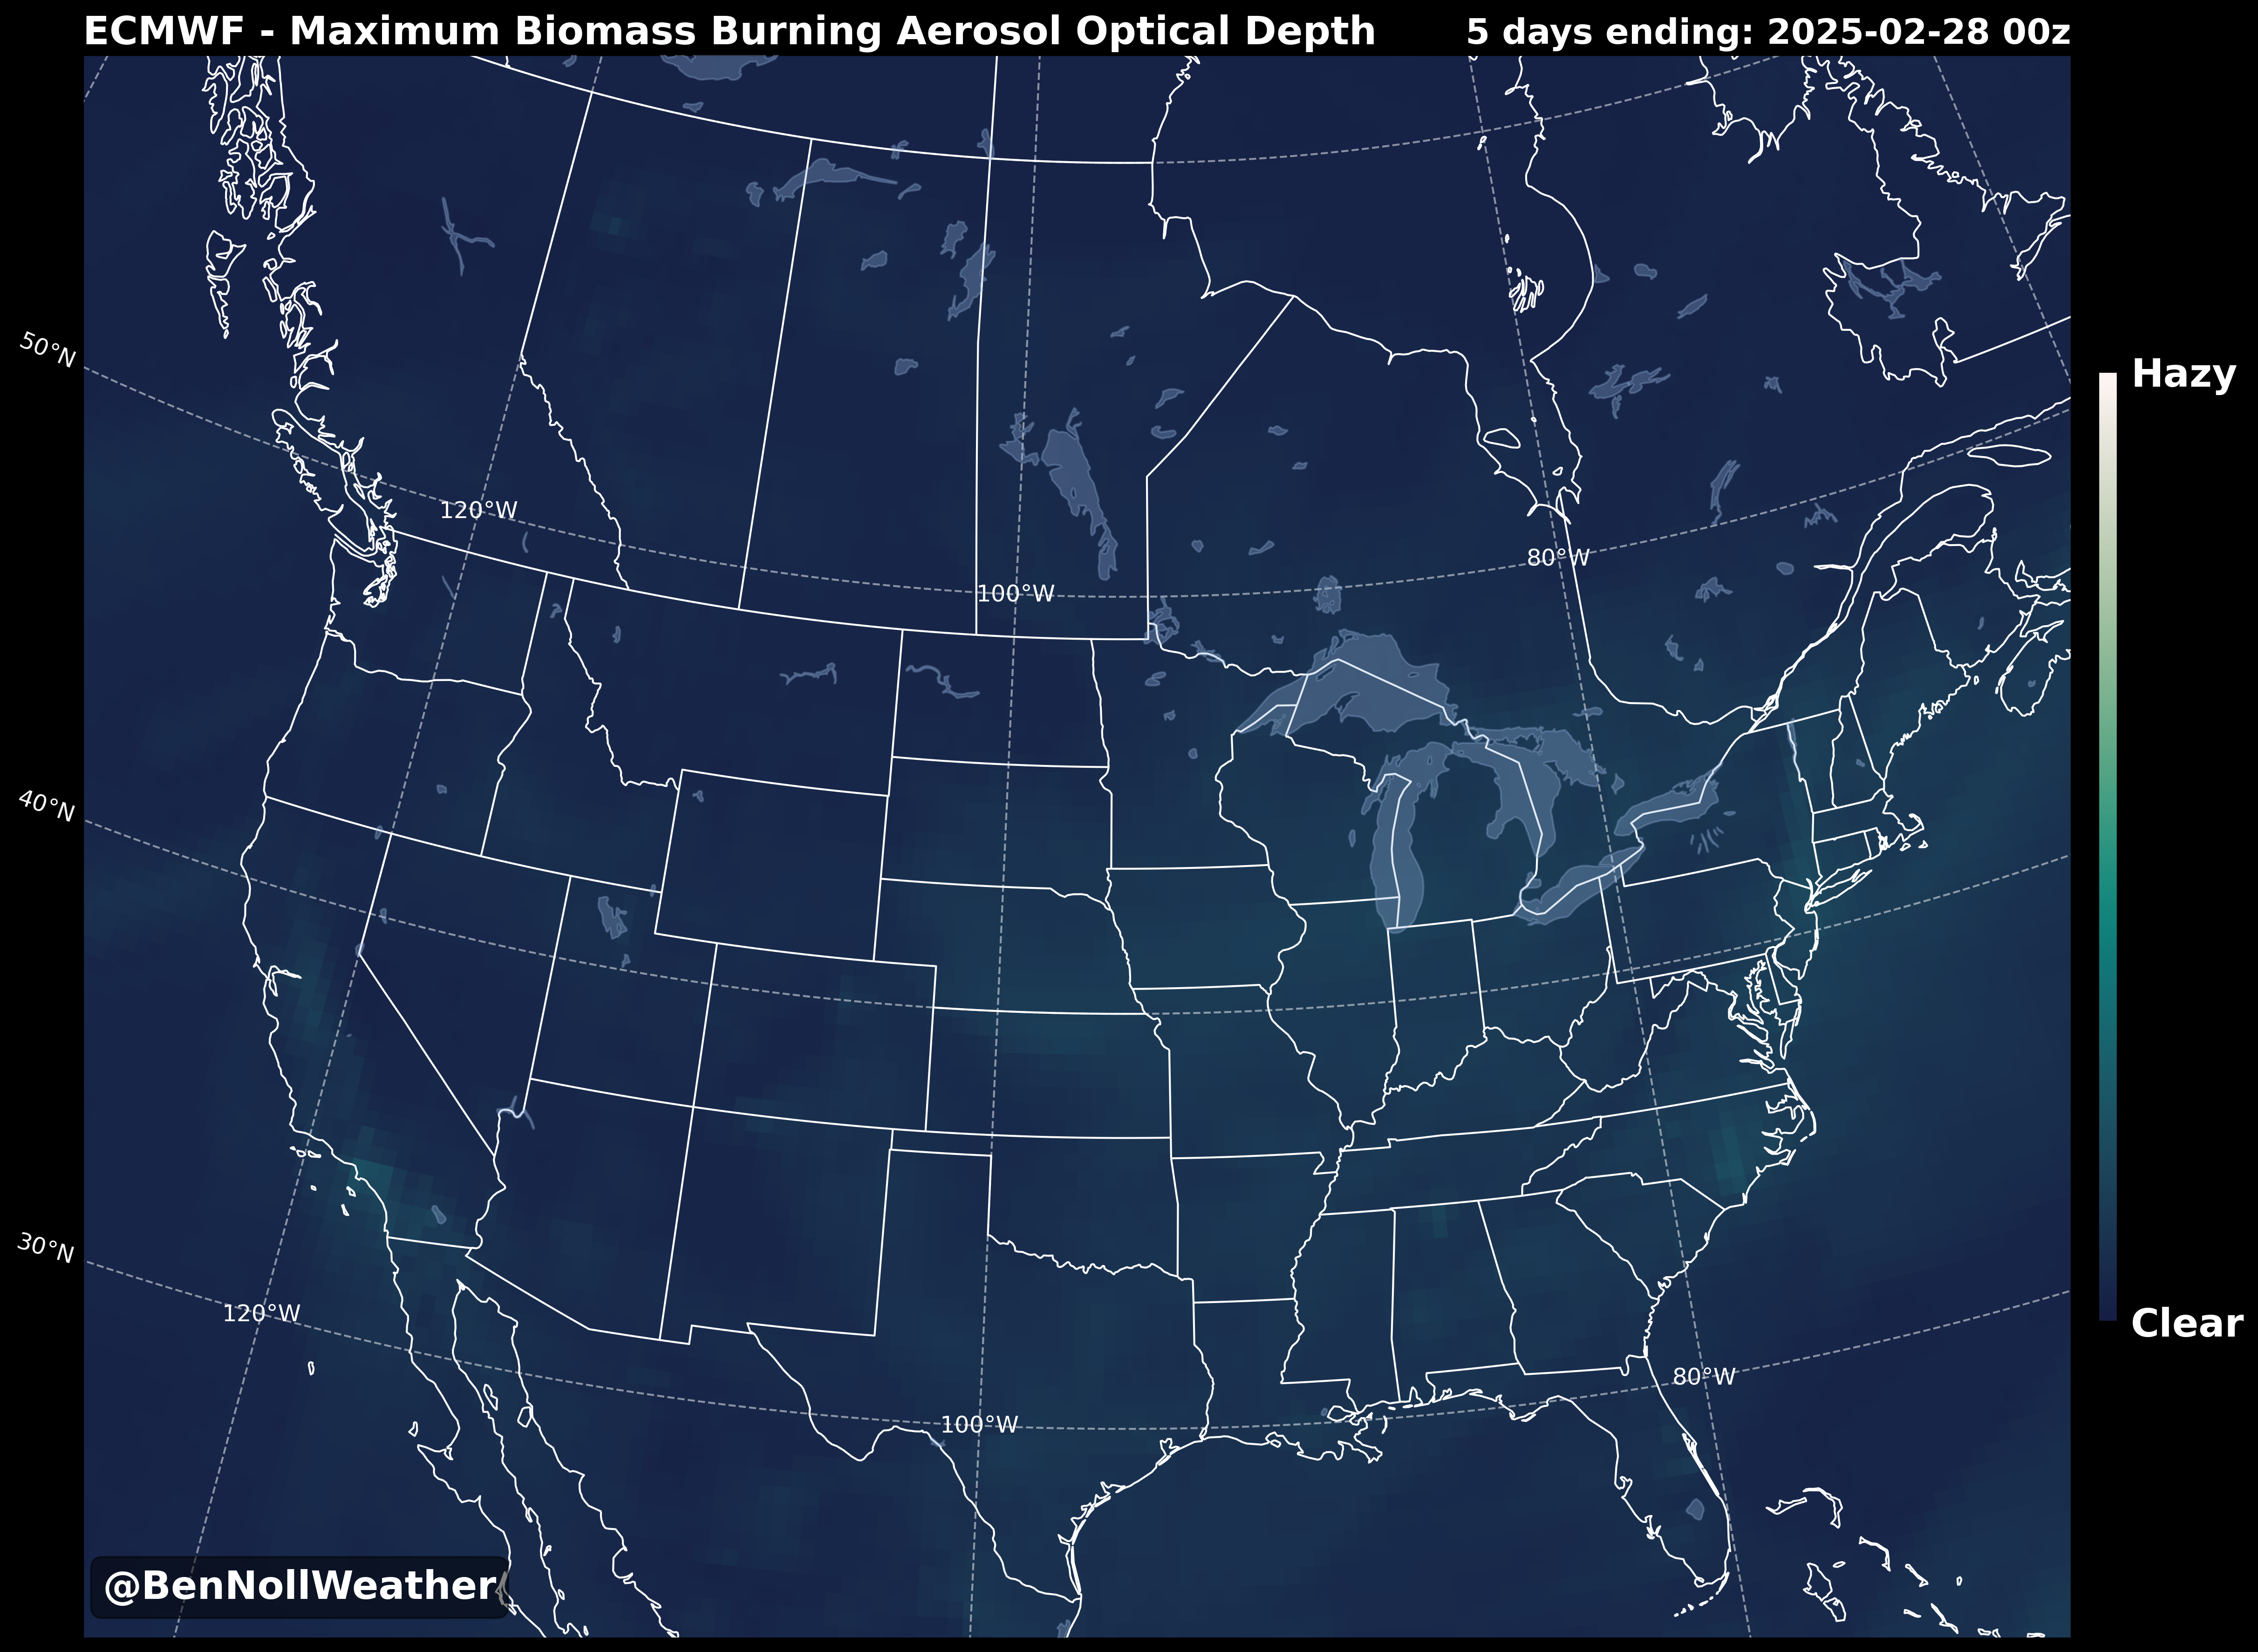 ECMWF - Maximum Biomass Burning Aerosol Optical Depth
5 days ending: 2025-02-28 00z
50°N
Hazy
120°W
80°W
100°W
40°N
30°N
120°W
Clear
80°W
100°W
@BenNollWeather